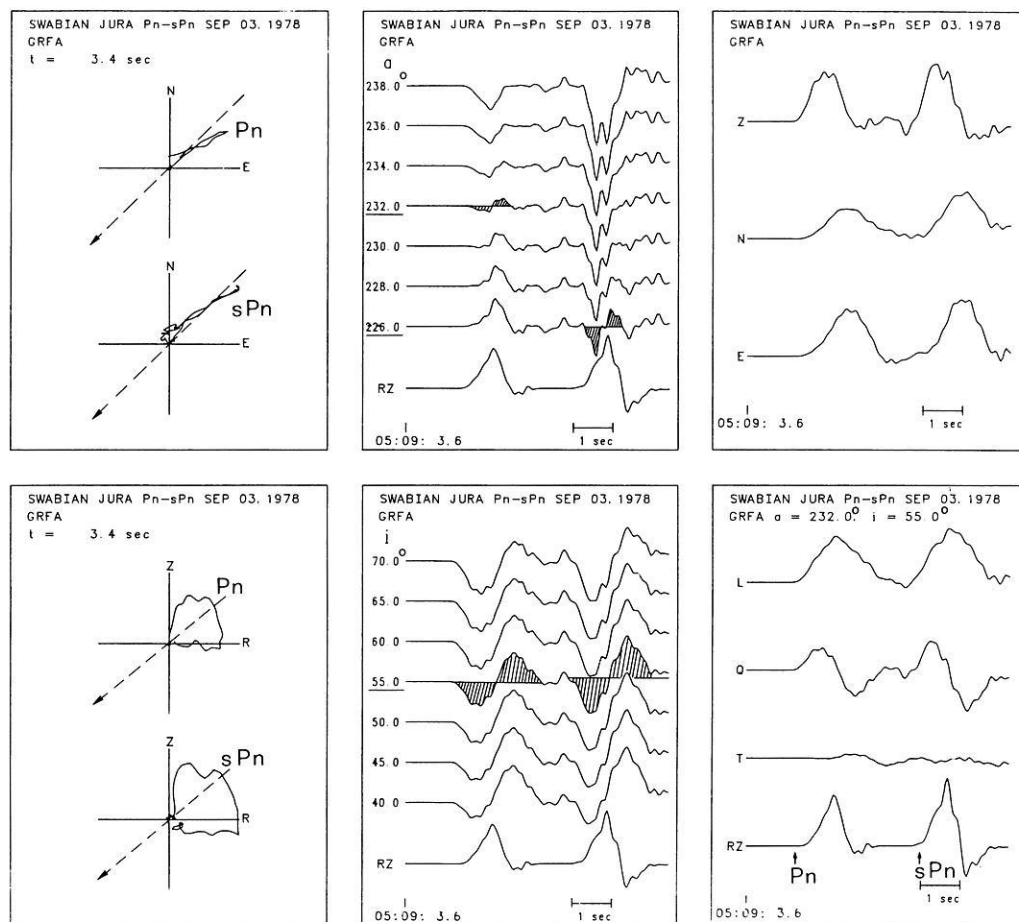 SWABIAN JURA Pn-sPn SEP 03.1978
GRFA
t = 3.4 sec
N
Pn
E
N
sPn
E
SWABIAN JURA Pn-sPn SEP 03.1978
GRFA
a
238.0°
236.0
234.0
232.0
230.0
228.0
226.0
RZ
05:09: 3.6
1 sec
SWABIAN JURA Pn-sPn SEP 03.1978
GRFA
Z
N
E
05:09: 3.6
1 sec
SWABIAN JURA Pn-sPn SEP 03.1978
GRFA
t = 3.4 sec
Z
Pn
R
Z
sPn
R
SWABIAN JURA Pn-sPn SEP 03.1978
GRFA
i
70.0°
65.0
60.0
55.0
50.0
45.0
40.0
RZ
05:09: 3.6
1 sec
SWABIAN JURA Pn-sPn SEP 03.1978
GRFA a = 232.0° i = 55.0°
L
Q
T
RZ
Pn
sPn
05:09: 3.6
1 sec